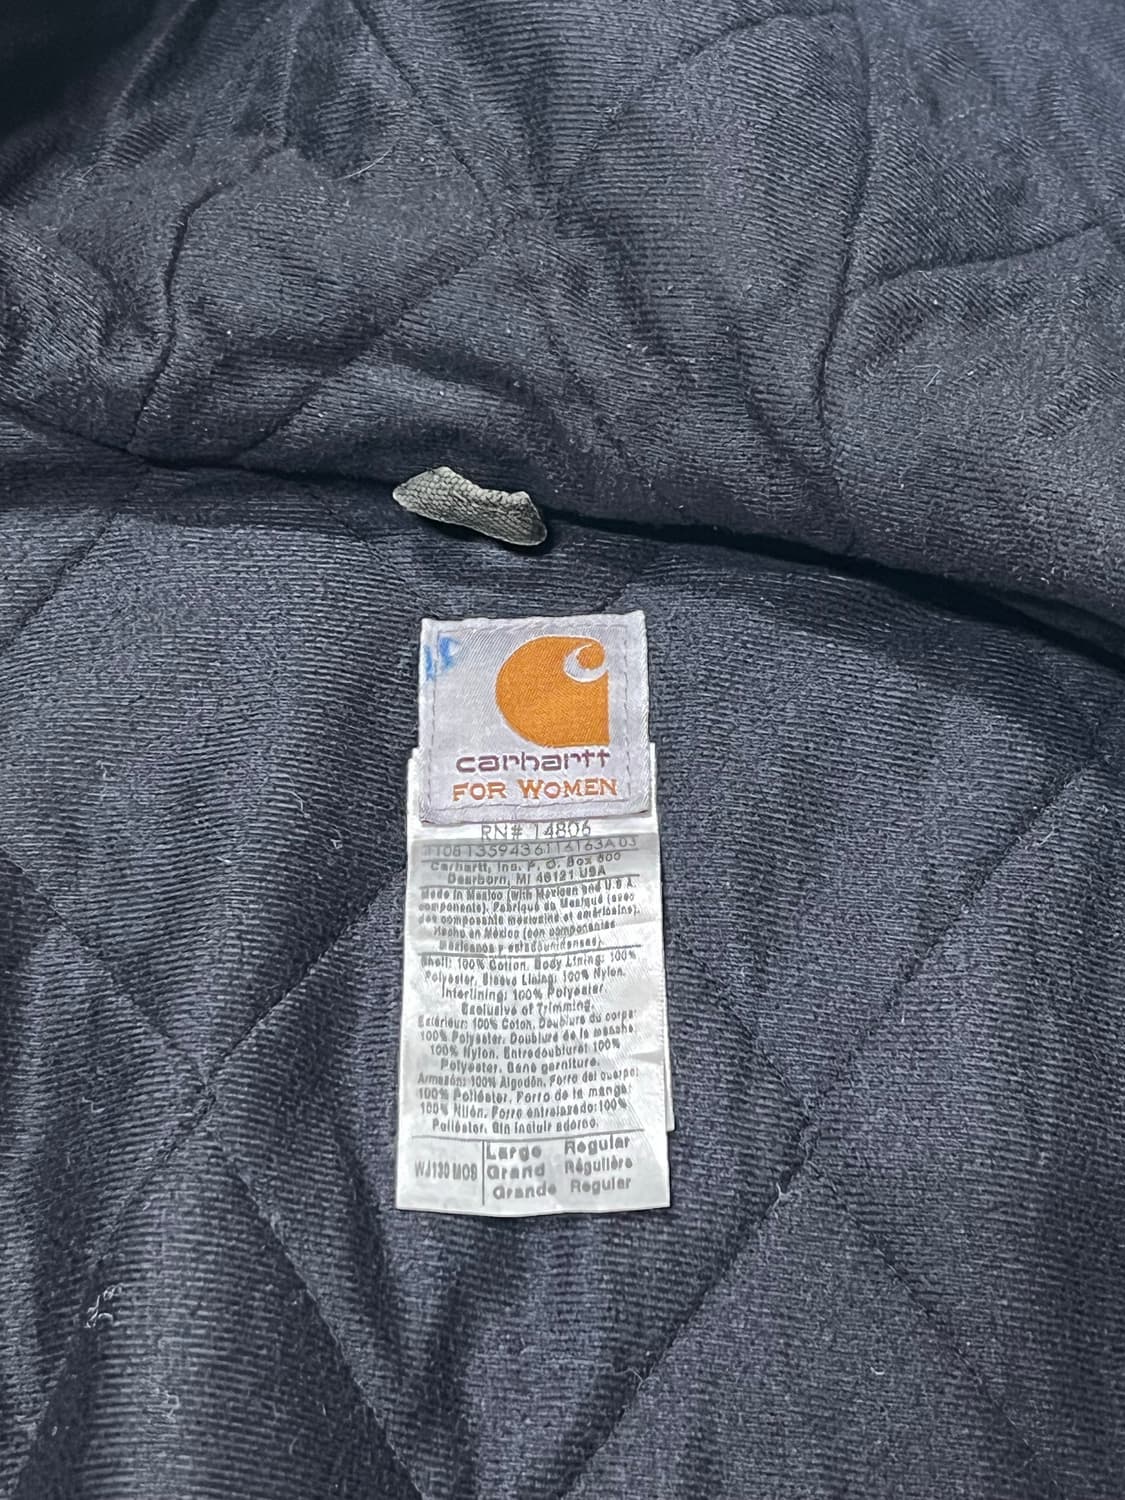 carhartt
FOR WOMEN
RN# 14806
Carhartt, Inc. P. O. Box 600
Dearborn, MI 48121 USA
Made in Mexico (with Mexican and U.S.A.
components). Fabriqué au Mexique (avec
des composants mexicains et américains).
Hecho en México (con componentes
mexicanos y estadounidenses).
Shell: 100% Cotton. Body Lining: 100%
Polyester. Sleeve Lining: 100% Nylon.
Interlining: 100% Polyester
Exclusive of Trimming.
Extérieur: 100% Coton. Doublure du corps:
100% Polyester. Doublure de la manche:
100% Nylon. Entredoublure: 100%
Polyester. Sans garniture.
Armazón: 100% Algodón. Forro del cuerpo:
100% Poliéster. Forro de la manga:
100% Nilón. Forro entrelazado: 100%
Poliéster. Sin incluir adorno.
WJ130 MOB
Large Regular
Grand Régulière
Grande Regular